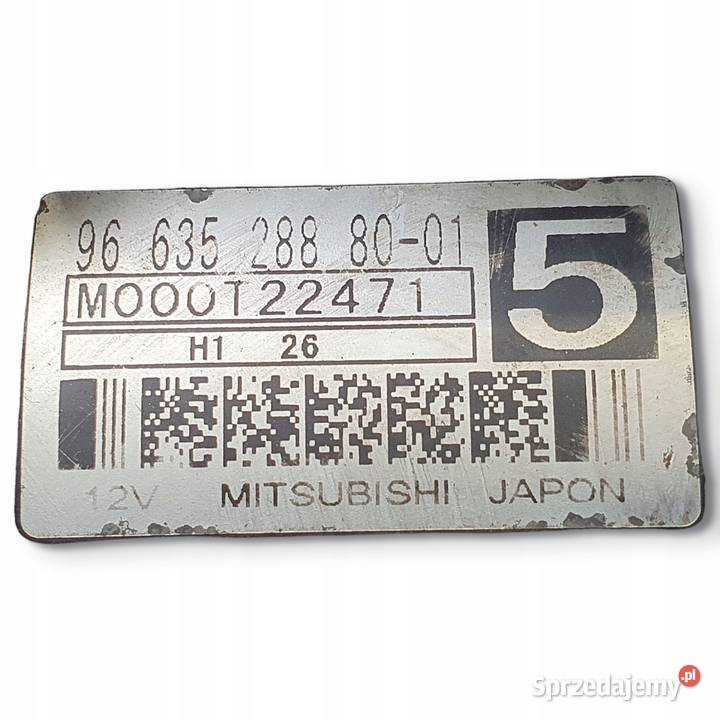 96 635 288 80-01
5
M000T22471
H1 26
12V MITSUBISHI JAPON
Sprzedajemy.pl